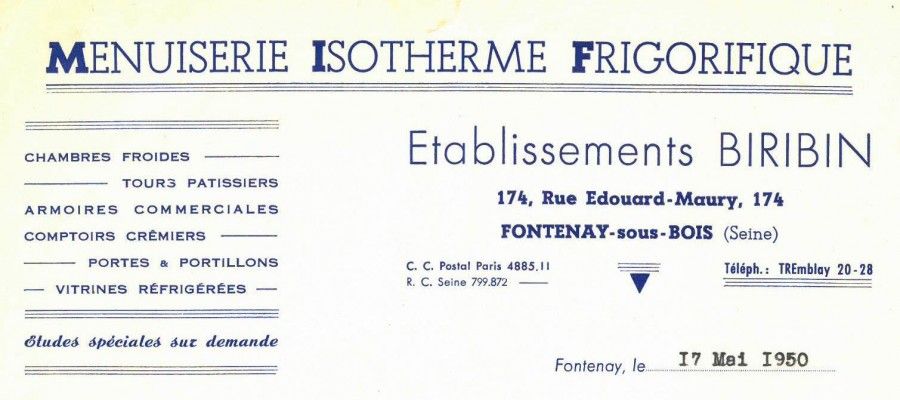 MENUISERIE ISOTHERME FRIGORIFIQUE
CHAMBRES FROIDES
TOURS PATISSIERS
ARMOIRES COMMERCIALES
COMPTOIRS CRÊMIERS
PORTES & PORTILLONS
VITRINES RÉFRIGÉRÉES
Etudes spéciales sur demande
Etablissements BIRIBIN
174, Rue Edouard-Maury, 174
FONTENAY-sous-BOIS (Seine)
C. C. Postal Paris 4885.11
R. C. Seine 799.872
Téléph.: TREmblay 20-28
Fontenay, le 17 Mai 1950